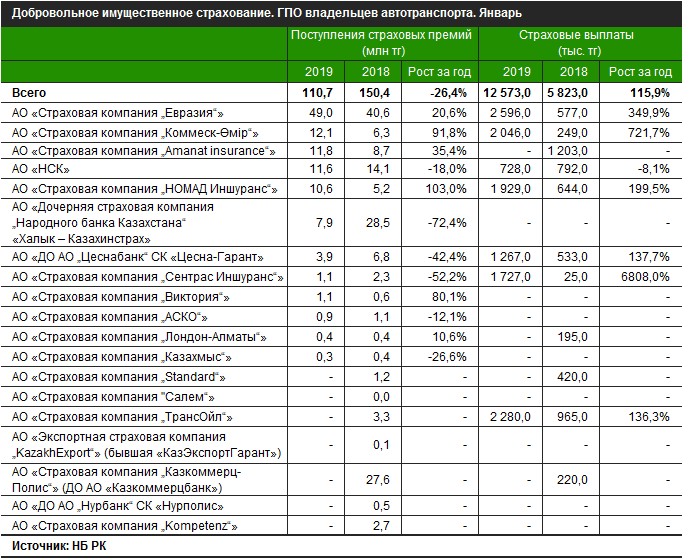 Добровольное имущественное страхование. ГПО владельцев автотранспорта. Январь
Поступления страховых премий (млн тг) Страховые выплаты (тыс. тг)
2019 2018 Рост за год 2019 2018 Рост за год
Всего 110,7 150,4 -26,4% 12 573,0 5 823,0 115,9%
АО «Страховая компания „Евразия“» 49,0 40,6 20,6% 2 596,0 577,0 349,9%
АО «Страховая компания „Коммеск-Өмір“» 12,1 6,3 91,8% 2 046,0 249,0 721,7%
АО «Страховая компания „Amanat insurance“» 11,8 8,7 35,4% - 1 203,0 -
АО «НСК» 11,6 14,1 -18,0% 728,0 792,0 -8,1%
АО «Страховая компания „НОМАД Иншуранс“» 10,6 5,2 103,0% 1 929,0 644,0 199,5%
АО «Дочерняя страховая компания
„Народного банка Казахстана“ 7,9 28,5 -72,4% - - -
«Халык – Казахинстрах»
АО «ДО АО „Цеснабанк“ СК «Цесна-Гарант» 3,9 6,8 -42,4% 1 267,0 533,0 137,7%
АО «Страховая компания „Сентрас Иншуранс“» 1,1 2,3 -52,2% 1 727,0 25,0 6808,0%
АО «Страховая компания „Виктория“» 1,1 0,6 80,1% - - -
АО «Страховая компания „АСКО“» 0,9 1,1 -12,1% - - -
АО «Страховая компания „Лондон-Алматы“» 0,4 0,4 10,6% - 195,0 -
АО «Страховая компания „Казахмыс“» 0,3 0,4 -26,6% - - -
АО «Страховая компания „Standard“» - 1,2 - - 420,0 -
АО «Страховая компания "Салем“» - 0,0 - - - -
АО «Страховая компания „ТрансОйл“» - 3,3 - 2 280,0 965,0 136,3%
АО «Экспортная страховая компания
„KazakhExport“» (бывшая «КазЭкспортГарант») - 0,1 - - - -
АО «Страховая компания „Казкоммерц-
Полис“» (ДО АО «Казкоммерцбанк») - 27,6 - - 220,0 -
АО «ДО АО „Нурбанк“ СК «Нурполис» - 0,5 - - - -
АО «Страховая компания „Kompetenz“» - 2,7 - - - -
Источник: НБ РК